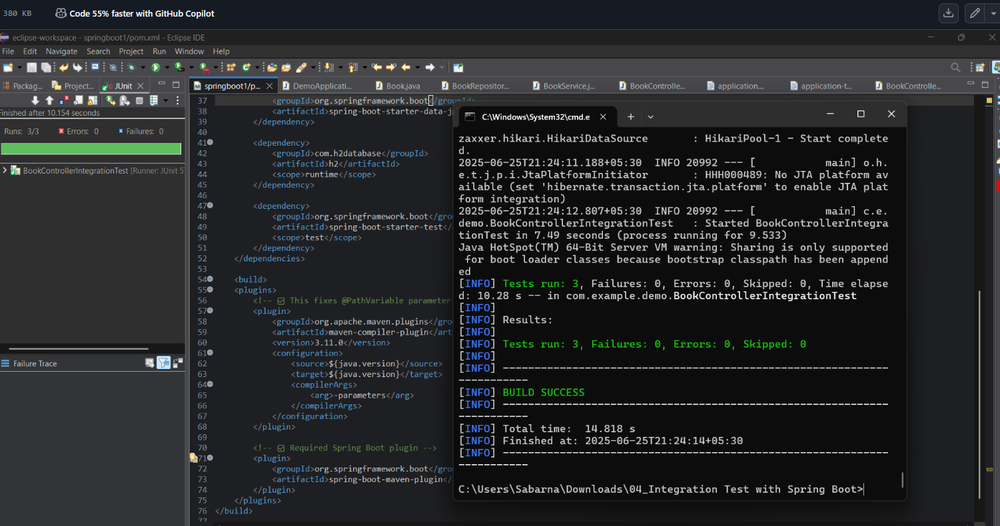 380 KB Code 55% faster with GitHub Copilot
eclipse-workspace - springboot1/pom.xml - Eclipse IDE
File Edit Navigate Search Project Run Window Help
Packag... Project... JUnit
springboot1/p... DemoApplicati... Book.java BookRepositor... BookService.j... BookControlle... application.... application-t... BookControlle...
Finished after 10.154 seconds
Runs: 3/3 Errors: 0 Failures: 0
BookControllerIntegrationTest [Runner: JUnit 5
Failure Trace
37 <groupId>org.springframework.boot</groupId>
38 <artifactId>spring-boot-starter-data-j
39 </dependency>
40
41 <dependency>
42 <groupId>com.h2database</groupId>
43 <artifactId>h2</artifactId>
44 <scope>runtime</scope>
45 </dependency>
46
47 <dependency>
48 <groupId>org.springframework.boot</gro
49 <artifactId>spring-boot-starter-test</
50 <scope>test</scope>
51 </dependency>
52 </dependencies>
53
54 <build>
55 <plugins>
56 <!-- ☑ This fixes @PathVariable parameter
57 <plugin>
58 <groupId>org.apache.maven.plugins</gro
59 <artifactId>maven-compiler-plugin</art
60 <version>3.11.0</version>
61 <configuration>
62 <source>${java.version}</source>
63 <target>${java.version}</target>
64 <compilerArgs>
65 <arg>-parameters</arg>
66 </compilerArgs>
67 </configuration>
68 </plugin>
69
70 <!-- ☑ Required Spring Boot plugin -->
71 <plugin>
72 <groupId>org.springframework.boot</gro
73 <artifactId>spring-boot-maven-plugin</
74 </plugin>
75 </plugins>
76 </build>
77
C:\Windows\System32\cmd.e
zaxxer.hikari.HikariDataSource : HikariPool-1 - Start complete
d.
2025-06-25T21:24:11.188+05:30 INFO 20992 --- [ main] o.h.
e.t.j.p.i.JtaPlatformInitiator : HHH000489: No JTA platform av
ailable (set 'hibernate.transaction.jta.platform' to enable JTA plat
form integration)
2025-06-25T21:24:12.807+05:30 INFO 20992 --- [ main] c.e.
demo.BookControllerIntegrationTest : Started BookControllerIntegra
tionTest in 7.49 seconds (process running for 9.533)
Java HotSpot(TM) 64-Bit Server VM warning: Sharing is only supported
for boot loader classes because bootstrap classpath has been append
ed
[INFO] Tests run: 3, Failures: 0, Errors: 0, Skipped: 0, Time elapse
d: 10.28 s -- in com.example.demo.BookControllerIntegrationTest
[INFO]
[INFO] Results:
[INFO]
[INFO] Tests run: 3, Failures: 0, Errors: 0, Skipped: 0
[INFO]
[INFO] -------------------------------------------------------------
-----------
[INFO] BUILD SUCCESS
[INFO] -------------------------------------------------------------
-----------
[INFO] Total time: 14.818 s
[INFO] Finished at: 2025-06-25T21:24:14+05:30
[INFO] -------------------------------------------------------------
-----------
C:\Users\Sabarna\Downloads\04_Integration Test with Spring Boot>